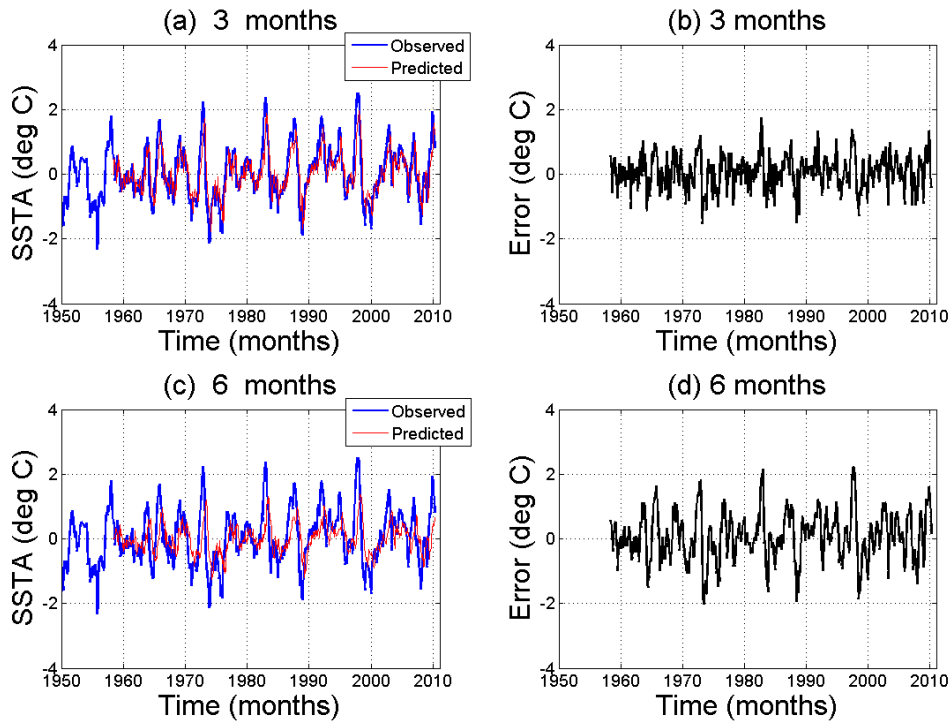 (a) 3 months
Observed
Predicted
SSTA (deg C)
4
2
0
-2
-4
1950 1960 1970 1980 1990 2000 2010
Time (months)
(b) 3 months
Error (deg C)
4
2
0
-2
-4
1950 1960 1970 1980 1990 2000 2010
Time (months)
(c) 6 months
Observed
Predicted
SSTA (deg C)
4
2
0
-2
-4
1950 1960 1970 1980 1990 2000 2010
Time (months)
(d) 6 months
Error (deg C)
4
2
0
-2
-4
1950 1960 1970 1980 1990 2000 2010
Time (months)